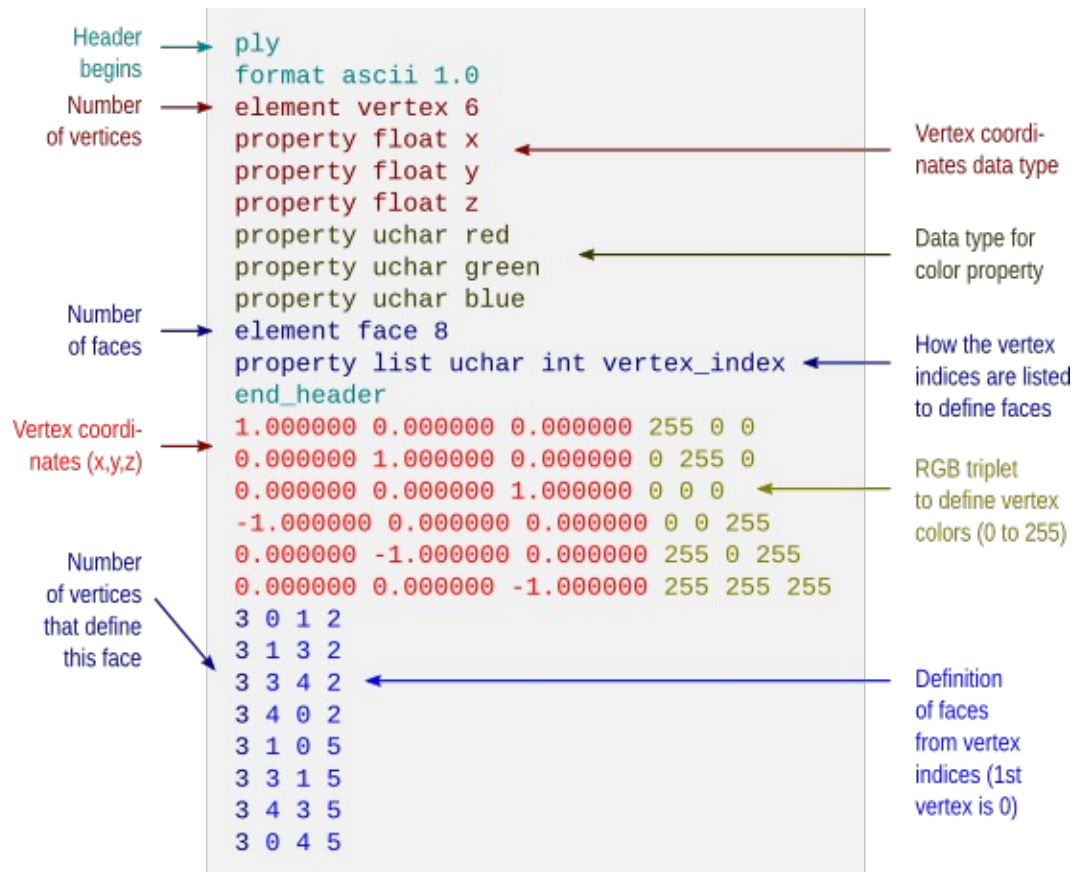 Header
begins
Number
of vertices
Number
of faces
Vertex coordi-
nates (x,y,z)
Number
of vertices
that define
this face
ply
format ascii 1.0
element vertex 6
property float x
property float y
property float z
property uchar red
property uchar green
property uchar blue
element face 8
property list uchar int vertex_index
end_header
1.000000 0.000000 0.000000 255 0 0
0.000000 1.000000 0.000000 0 255 0
0.000000 0.000000 1.000000 0 0 0
-1.000000 0.000000 0.000000 0 0 255
0.000000 -1.000000 0.000000 255 0 255
0.000000 0.000000 -1.000000 255 255 255
3 0 1 2
3 1 3 2
3 3 4 2
3 4 0 2
3 1 0 5
3 3 1 5
3 4 3 5
3 0 4 5
Vertex coordi-
nates data type
Data type for
color property
How the vertex
indices are listed
to define faces
RGB triplet
to define vertex
colors (0 to 255)
Definition
of faces
from vertex
indices (1st
vertex is 0)